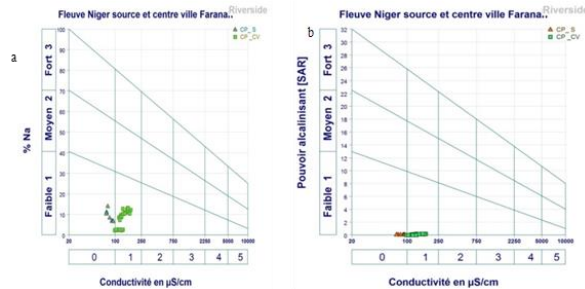 Fleuve Niger source et centre ville Farana..
Riverside
a
CP_S
CP_CV
% Na
Fort 3
Moyen 2
Faible 1
100
90
80
70
60
50
40
30
20
10
0
20
100
250
750
2250
5000
10000
0
1
2
3
4
5
Conductivité en µS/cm
Fleuve Niger source et centre ville Farana..
Riverside
b
CP_S
CP_CV
Pouvoir alcalinisant [SAR]
Fort 3
Moyen 2
Faible 1
32
30
28
26
24
22
20
18
16
14
12
10
8
6
4
2
0
20
100
250
750
2250
5000
10000
0
1
2
3
4
5
Conductivité en µS/cm